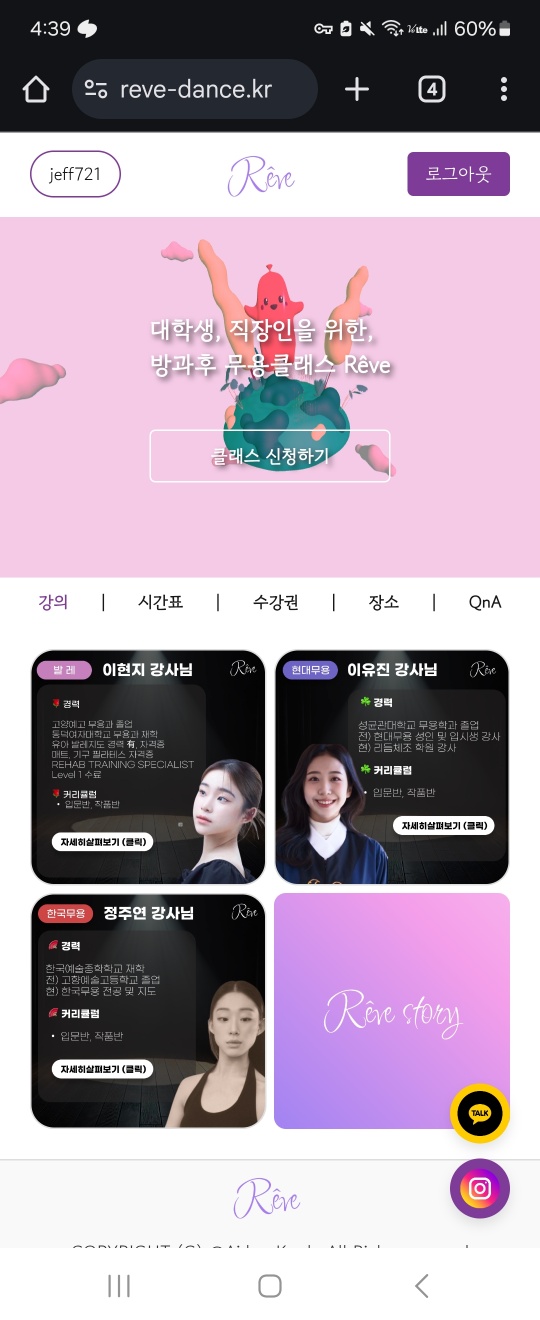 4:39
60%
reve-dance.kr
4
jeff721
Rêve
로그아웃
대학생, 직장인을 위한,
방과후 무용클래스 Rêve
클래스 신청하기
강의 | 시간표 | 수강권 | 장소 | QnA
발 레 이현지 강사님 Rêve
경력
고양예고 무용과 졸업
동덕여자대학교 무용과 재학
유아 발레지도 경력 有, 자격증
매트, 기구 필라테스 자격증
REHAB TRAINING SPECIALIST
Level 1 수료
커리큘럼
• 입문반, 작품반
자세히살펴보기 (클릭)
현대무용 이유진 강사님 Rêve
경력
성균관대학교 무용학과 졸업
전) 현대무용 성인 및 입시생 강사
현) 리듬체조 학원 강사
커리큘럼
• 입문반, 작품반
자세히살펴보기 (클릭)
한국무용 정주연 강사님 Rêve
경력
한국예술종합학교 재학
전) 고양예술고등학교 졸업
현) 한국무용 전공 및 지도
커리큘럼
• 입문반, 작품반
자세히살펴보기 (클릭)
Rêve story
TALK
Rêve